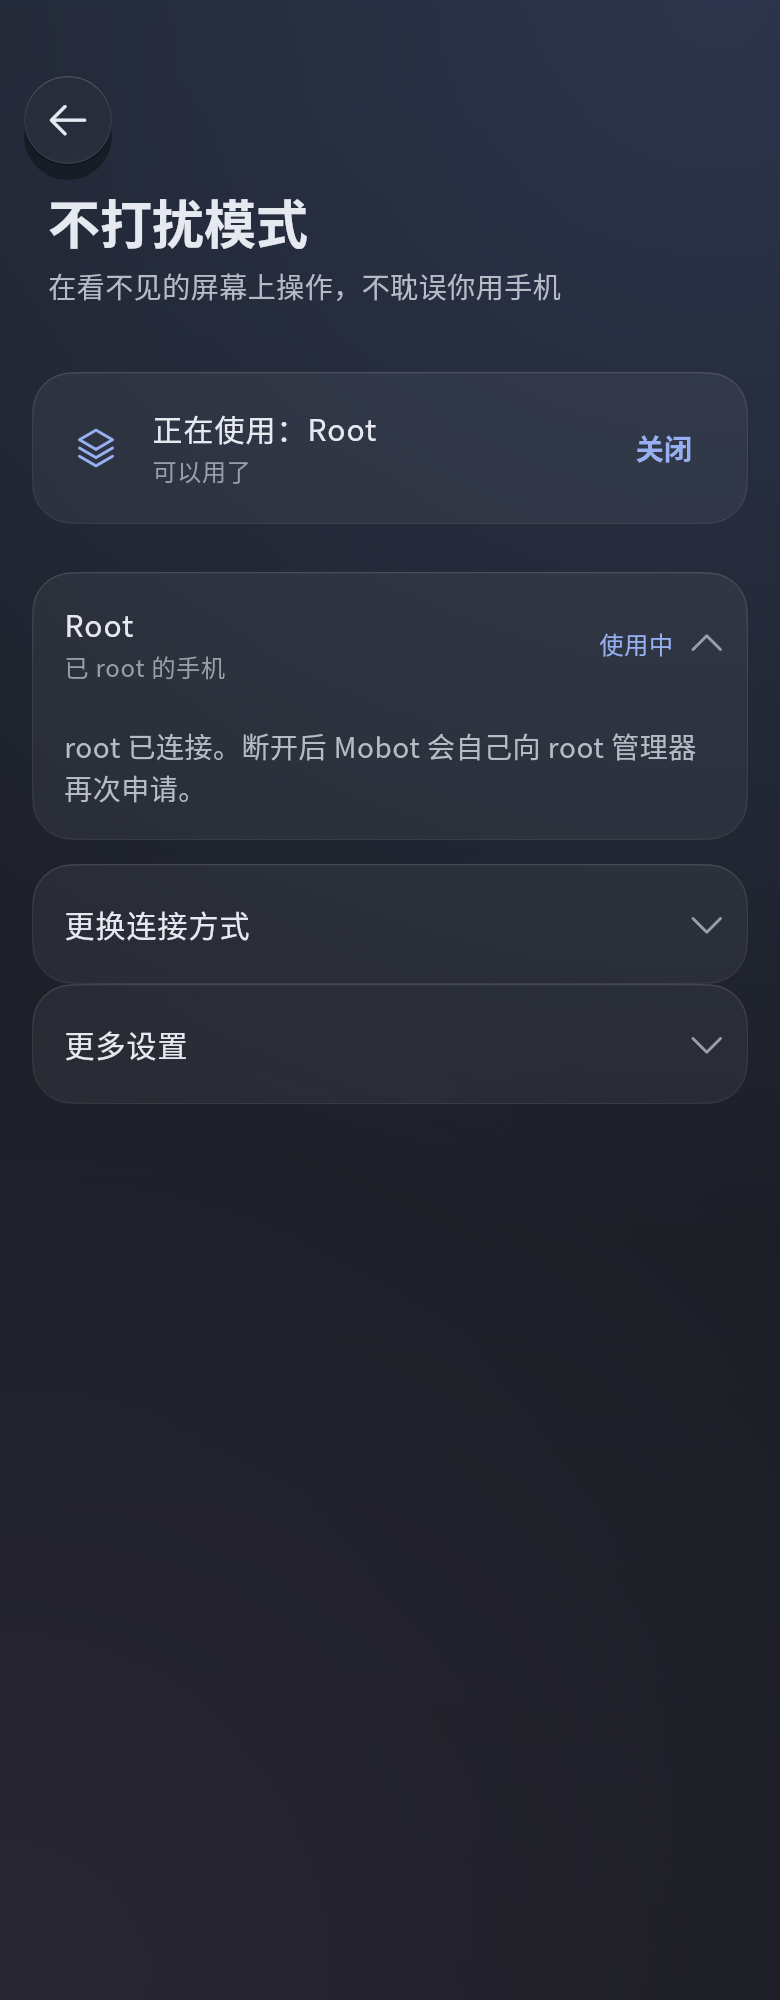 不打扰模式
在看不见的屏幕上操作，不耽误你用手机
正在使用：Root
可以用了
关闭
Root
已 root 的手机
使用中
root 已连接。断开后 Mobot 会自己向 root 管理器
再次申请。
更换连接方式
更多设置